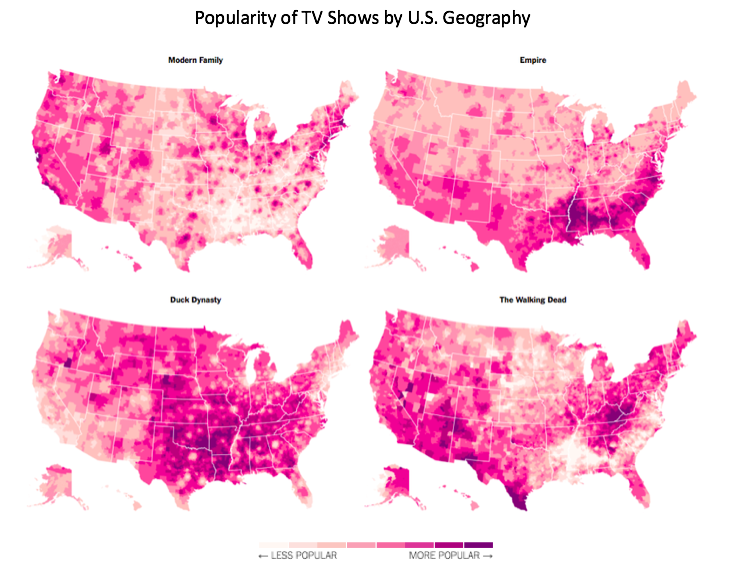 Popularity of TV Shows by U.S. Geography
Modern Family
Empire
Duck Dynasty
The Walking Dead
← LESS POPULAR MORE POPULAR →